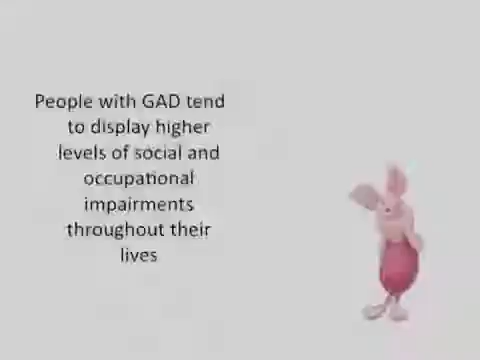 People with GAD tend
to display higher
levels of social and
occupational
impairments
throughout their
lives